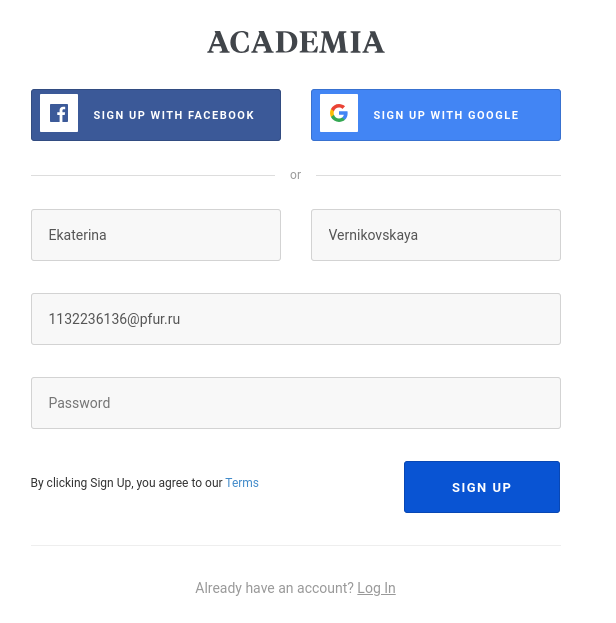 ACADEMIA
SIGN UP WITH FACEBOOK
SIGN UP WITH GOOGLE
or
Ekaterina
Vernikovskaya
1132236136@pfur.ru
Password
By clicking Sign Up, you agree to our Terms
SIGN UP
Already have an account? Log In